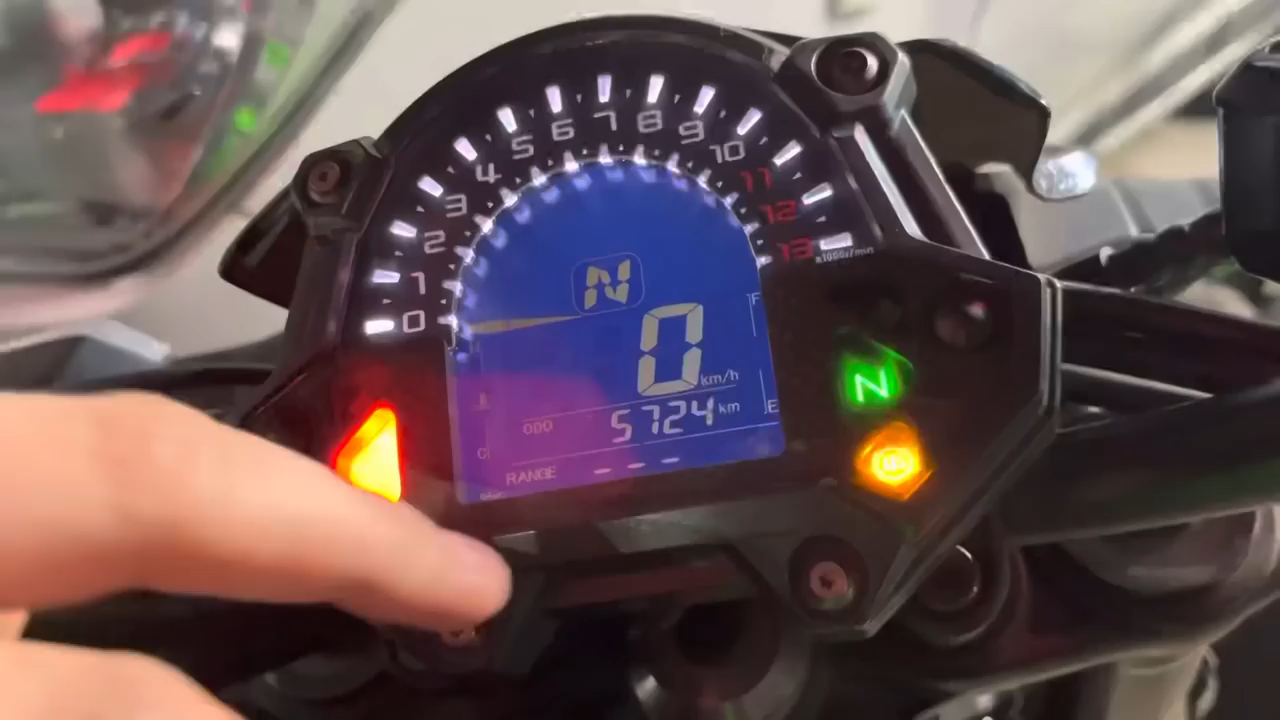 0 1 2 3 4 5 6 7 8 9 10 11 12 13
x1000r/min
N
F
0 km/h
ODO 5724 km
E
C
RANGE - - -
N